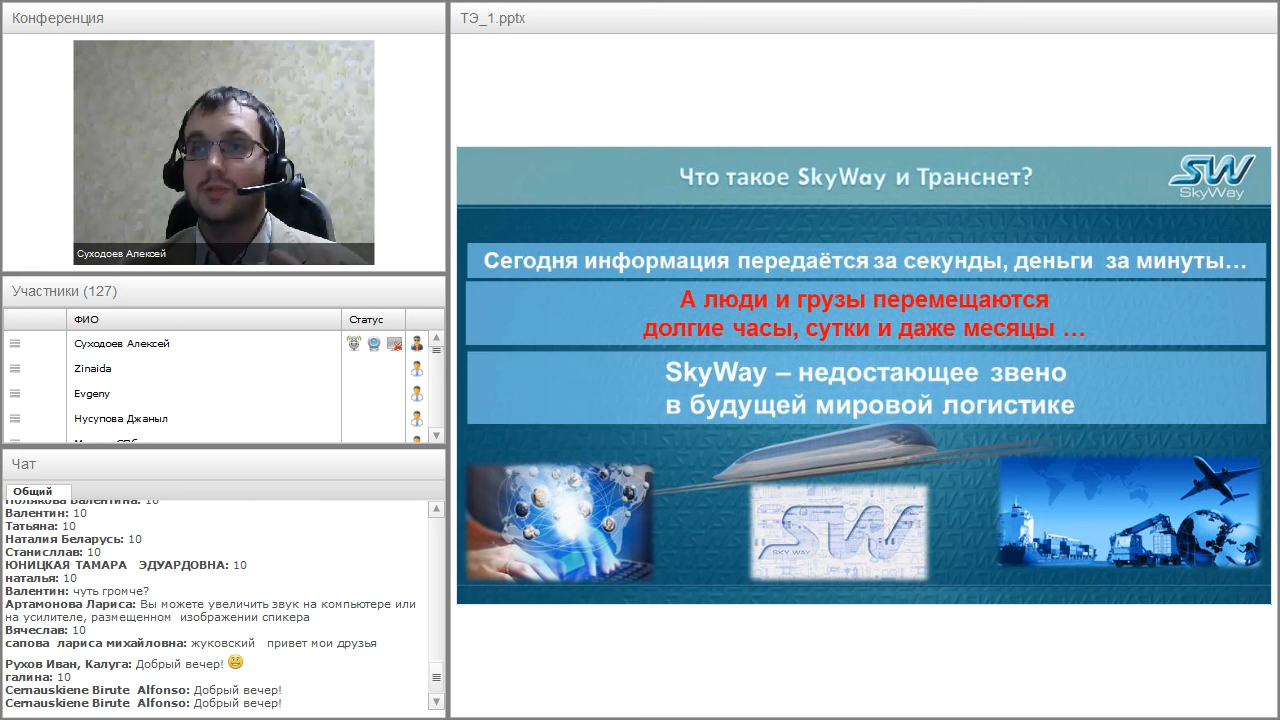 Конференция
Суходоев Алексей
Участники (127)
ФИО
Статус
Суходоев Алексей
Zinaida
Evgeny
Нусупова Джаныл
Чат
Общий
Полякова Валентина: 10
Валентин: 10
Татьяна: 10
Наталия Беларусь: 10
Станисллав: 10
ЮНИЦКАЯ ТАМАРА ЭДУАРДОВНА: 10
наталья: 10
Валентин: чуть громче?
Артамонова Лариса: Вы можете увеличить звук на компьютере или
на усилителе, размещенном изображении спикера
Вячеслав: 10
сапова лариса михайловна: жуковский привет мои друзья
Рухов Иван, Калуга: Добрый вечер!
галина: 10
Cernauskiene Birute Alfonso: Добрый вечер!
Cernauskiene Birute Alfonso: Добрый вечер!
ТЭ_1.pptx
Что такое SkyWay и Транснет?
SW
SkyWay
Сегодня информация передаётся за секунды, деньги за минуты…
А люди и грузы перемещаются
долгие часы, сутки и даже месяцы …
SkyWay – недостающее звено
в будущей мировой логистике
SW
SKY WAY